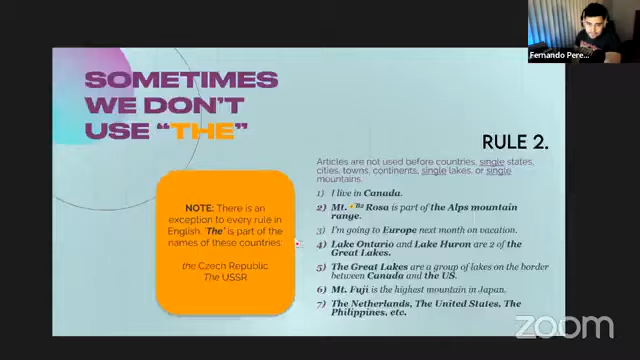 Fernando Pere...
SOMETIMES
WE DON'T
USE "THE"
RULE 2.
Articles are not used before countries, single states,
cities, towns, continents, single lakes, or single
mountains.
1) I live in Canada.
2) Mt. Rosa is part of the Alps mountain
range.
3) I'm going to Europe next month on vacation.
4) Lake Ontario and Lake Huron are 2 of the
Great Lakes.
5) The Great Lakes are a group of lakes on the border
between Canada and the US.
6) Mt. Fuji is the highest mountain in Japan.
7) The Netherlands, The United States, The
Philippines, etc.
NOTE: There is an
exception to every rule in
English. 'The' is part of the
names of these countries:
the Czech Republic
The USSR
zoom